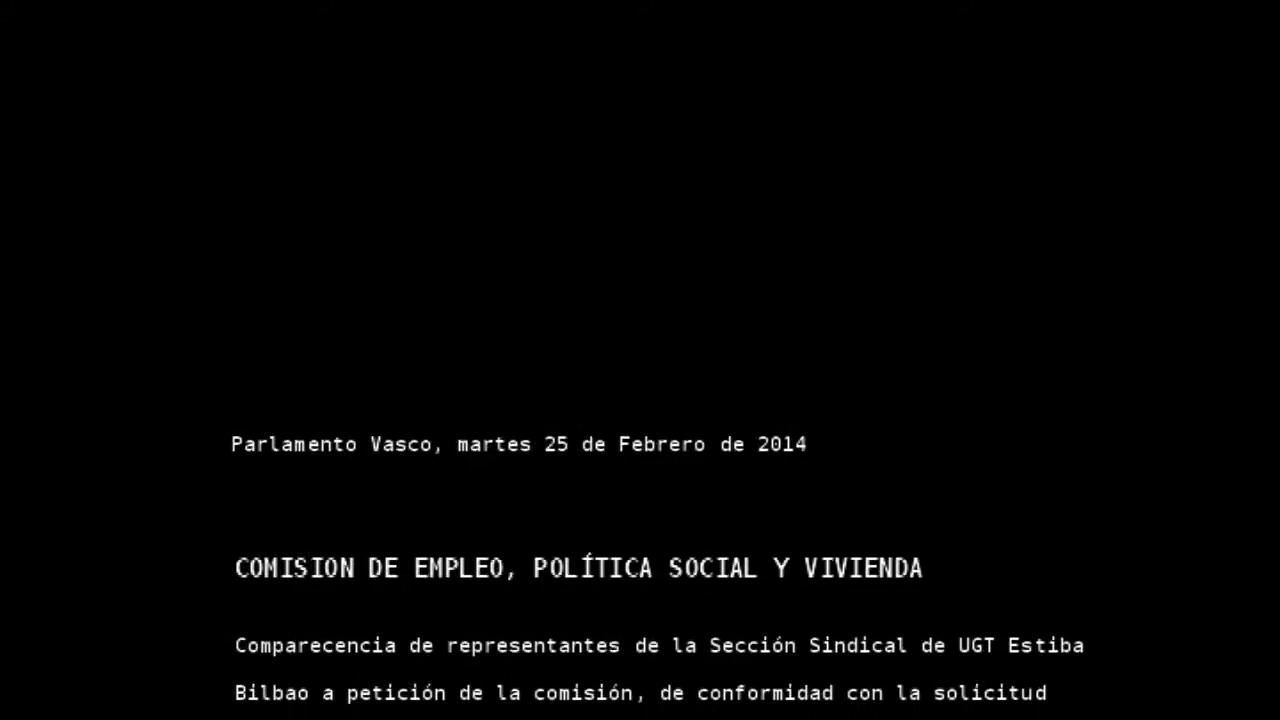 Parlamento Vasco, martes 25 de Febrero de 2014
COMISION DE EMPLEO, POLÍTICA SOCIAL Y VIVIENDA
Comparecencia de representantes de la Sección Sindical de UGT Estiba
Bilbao a petición de la comisión, de conformidad con la solicitud